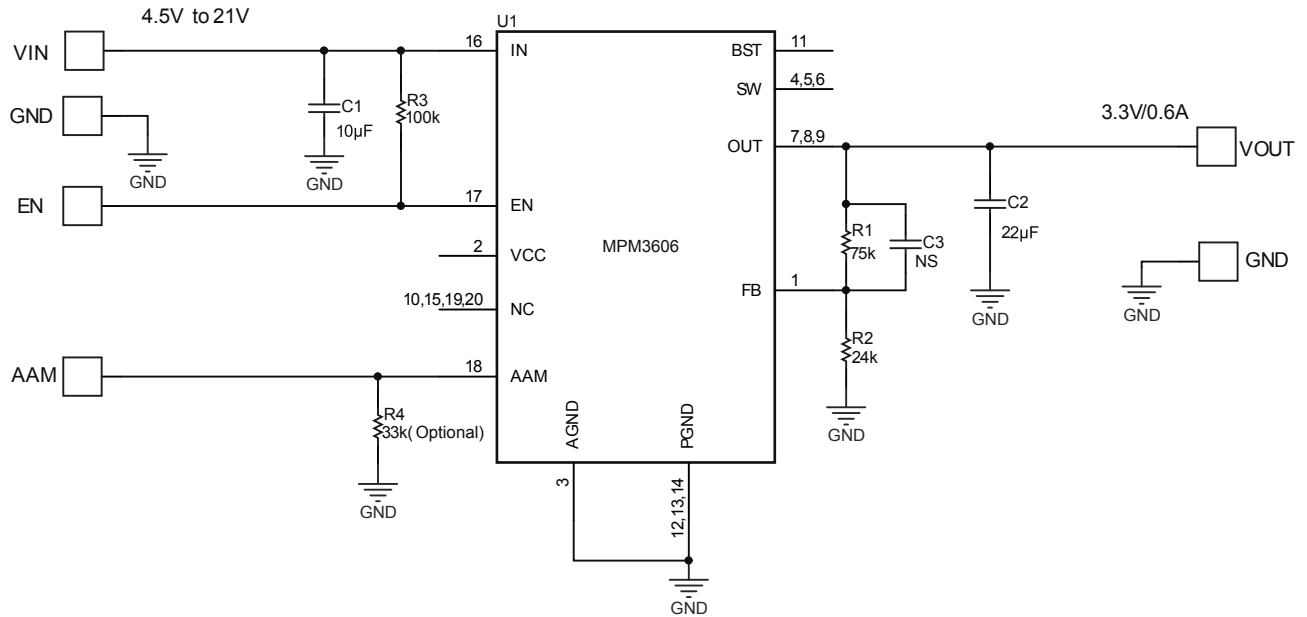 4.5V to 21V
VIN
GND
GND
EN
AAM
C1
10µF
GND
R3
100k
R4
33k( Optional)
GND
U1
16
IN
17
EN
2
VCC
10,15,19,20
NC
18
AAM
MPM3606
BST
11
SW
4,5,6
OUT
7,8,9
FB
1
AGND
3
PGND
12,13,14
GND
R1
75k
C3
NS
R2
24k
GND
C2
22µF
GND
3.3V/0.6A
VOUT
GND
GND